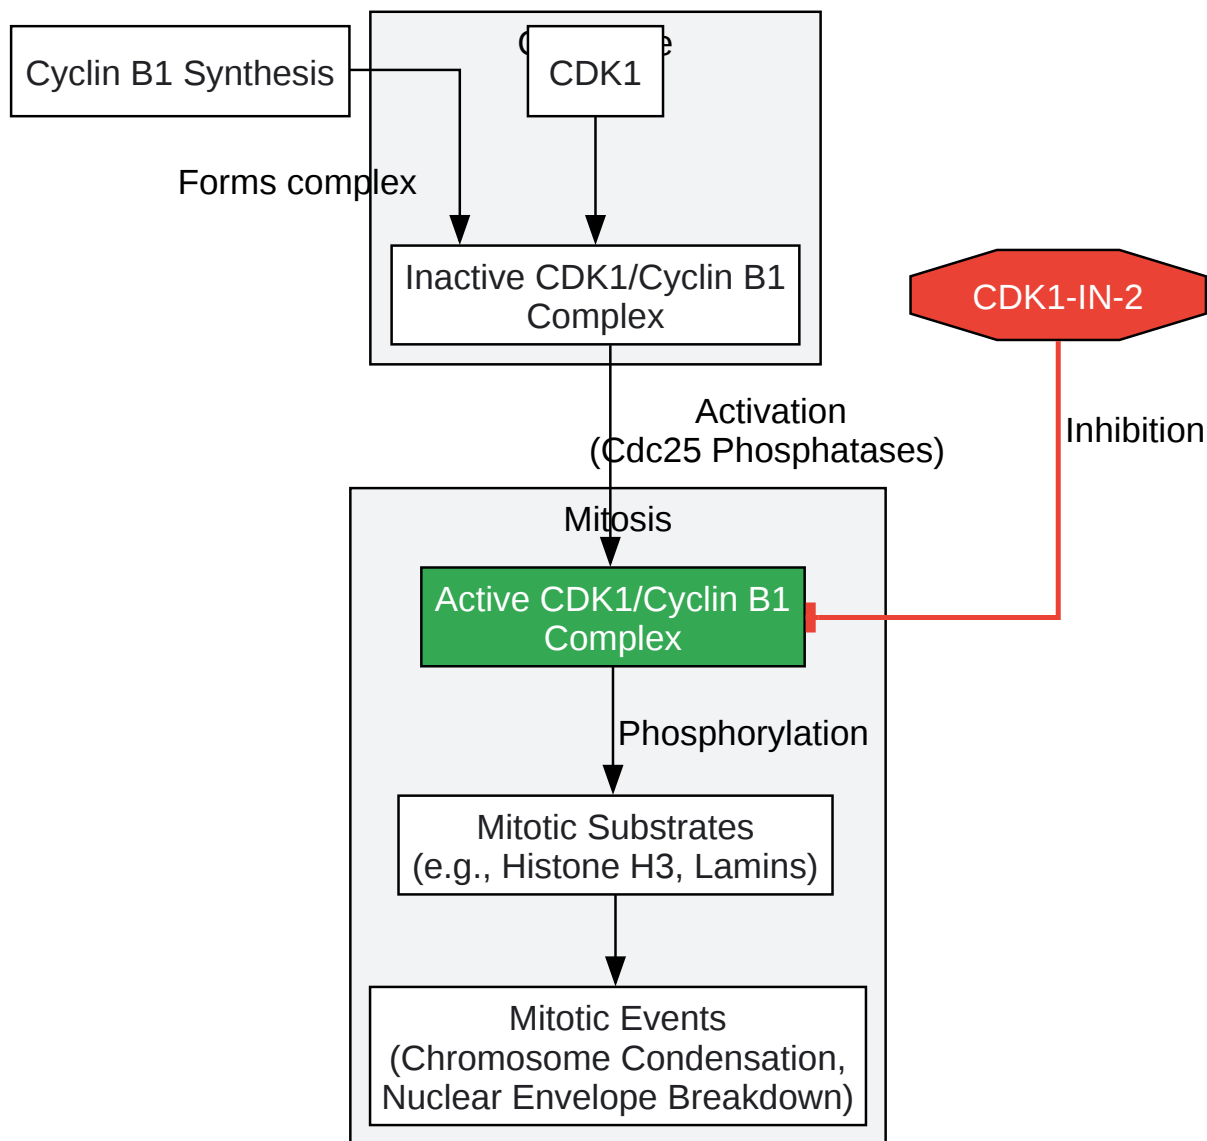 Cyclin B1 Synthesis
CDK1
Forms complex
Inactive CDK1/Cyclin B1
Complex
CDK1-IN-2
Activation
(Cdc25 Phosphatases)
Inhibition
Mitosis
Active CDK1/Cyclin B1
Complex
Phosphorylation
Mitotic Substrates
(e.g., Histone H3, Lamins)
Mitotic Events
(Chromosome Condensation,
Nuclear Envelope Breakdown)